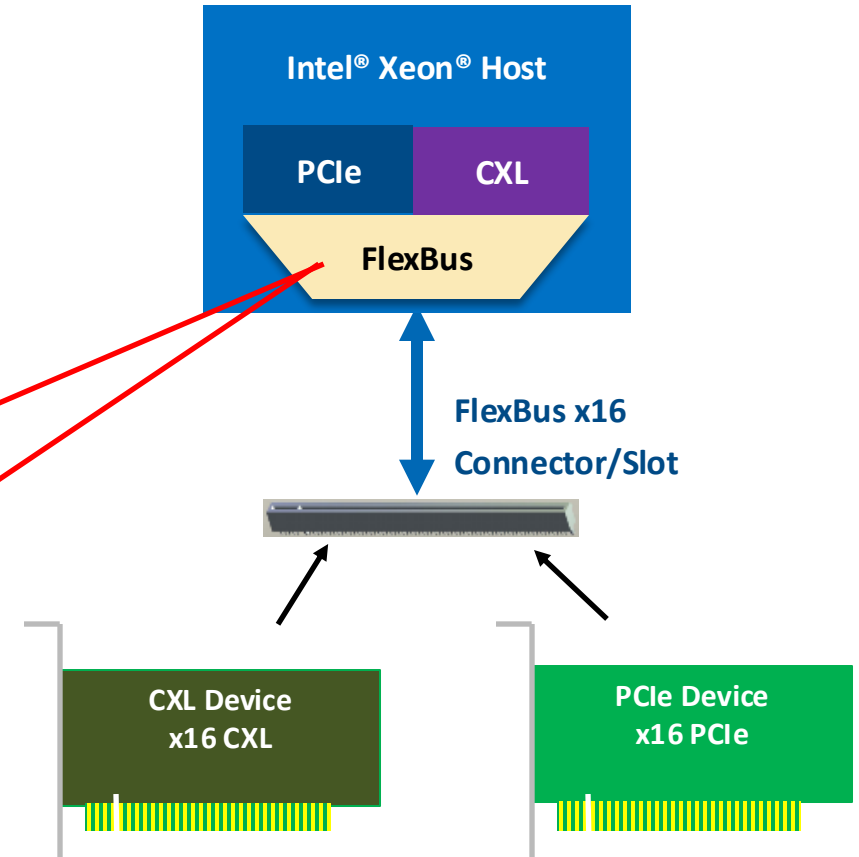 Intel® Xeon® Host
PCIe
CXL
FlexBus
FlexBus x16
Connector/Slot
CXL Device
x16 CXL
PCIe Device
x16 PCIe